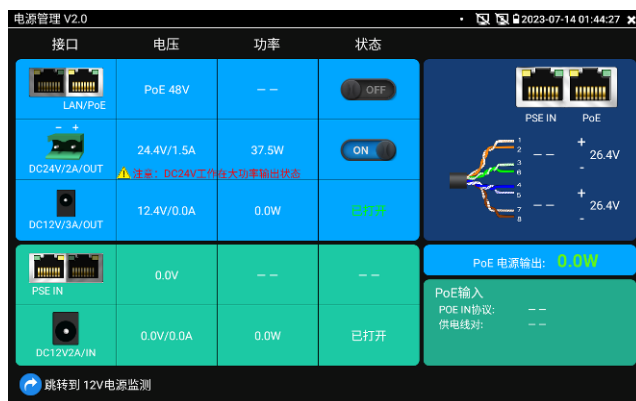 电源管理 V2.0
2023-07-14 01:44:27
接口 电压 功率 状态
LAN/PoE PoE 48V -- OFF
- +
DC24V/2A/OUT 24.4V/1.5A 37.5W ON
注意：DC24V工作在大功率输出状态
DC12V/3A/OUT 12.4V/0.0A 0.0W 已打开
PSE IN 0.0V -- --
DC12V2A/IN 0.0V/0.0A 0.0W 已打开
跳转到 12V电源监测
PSE IN PoE
1
2 -- + 26.4V -
3
6
4
5 -- + 26.4V -
7
8
PoE 电源输出: 0.0W
PoE输入
POE IN协议: --
供电线对: --